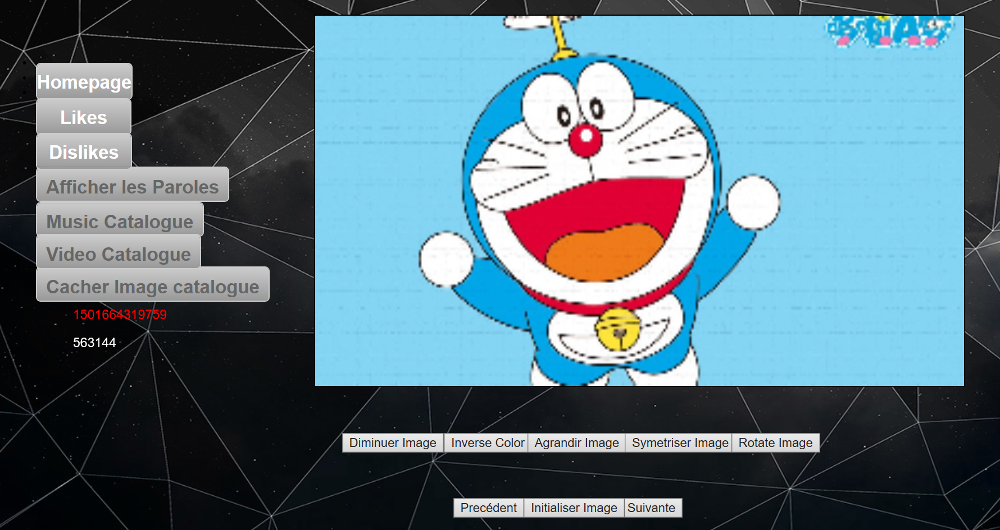 Homepage
Likes
Dislikes
Afficher les Paroles
Music Catalogue
Video Catalogue
Cacher Image catalogue
1501664319759
563144
Diminuer Image
Inverse Color
Agrandir Image
Symetriser Image
Rotate Image
Precédent
Initialiser Image
Suivante